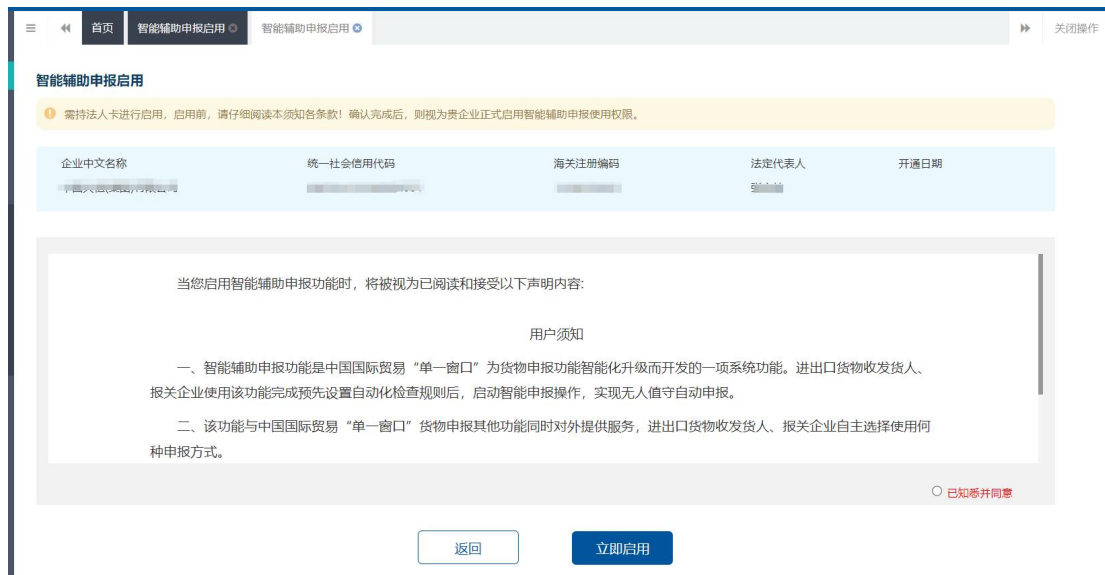 首页 智能辅助申报启用 智能辅助申报启用 关闭操作
智能辅助申报启用
需持法人卡进行启用，启用前，请仔细阅读本须知各条款！确认完成后，则视为贵企业正式启用智能辅助申报使用权限。
企业中文名称 统一社会信用代码 海关注册编码 法定代表人 开通日期
当您启用智能辅助申报功能时，将被视为已阅读和接受以下声明内容:
用户须知
一、智能辅助申报功能是中国国际贸易“单一窗口”为货物申报功能智能化升级而开发的一项系统功能。进出口货物收发货人、
报关企业使用该功能完成预先设置自动化检查规则后，启动智能申报操作，实现无人值守自动申报。
二、该功能与中国国际贸易“单一窗口”货物申报其他功能同时对外提供服务，进出口货物收发货人、报关企业自主选择使用何
种申报方式。
已知悉并同意
返回 立即启用